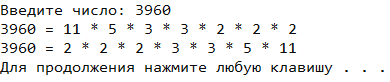 Введите число: 3960
3960 = 11 * 5 * 3 * 3 * 2 * 2 * 2
3960 = 2 * 2 * 2 * 3 * 3 * 5 * 11
Для продолжения нажмите любую клавишу . . .